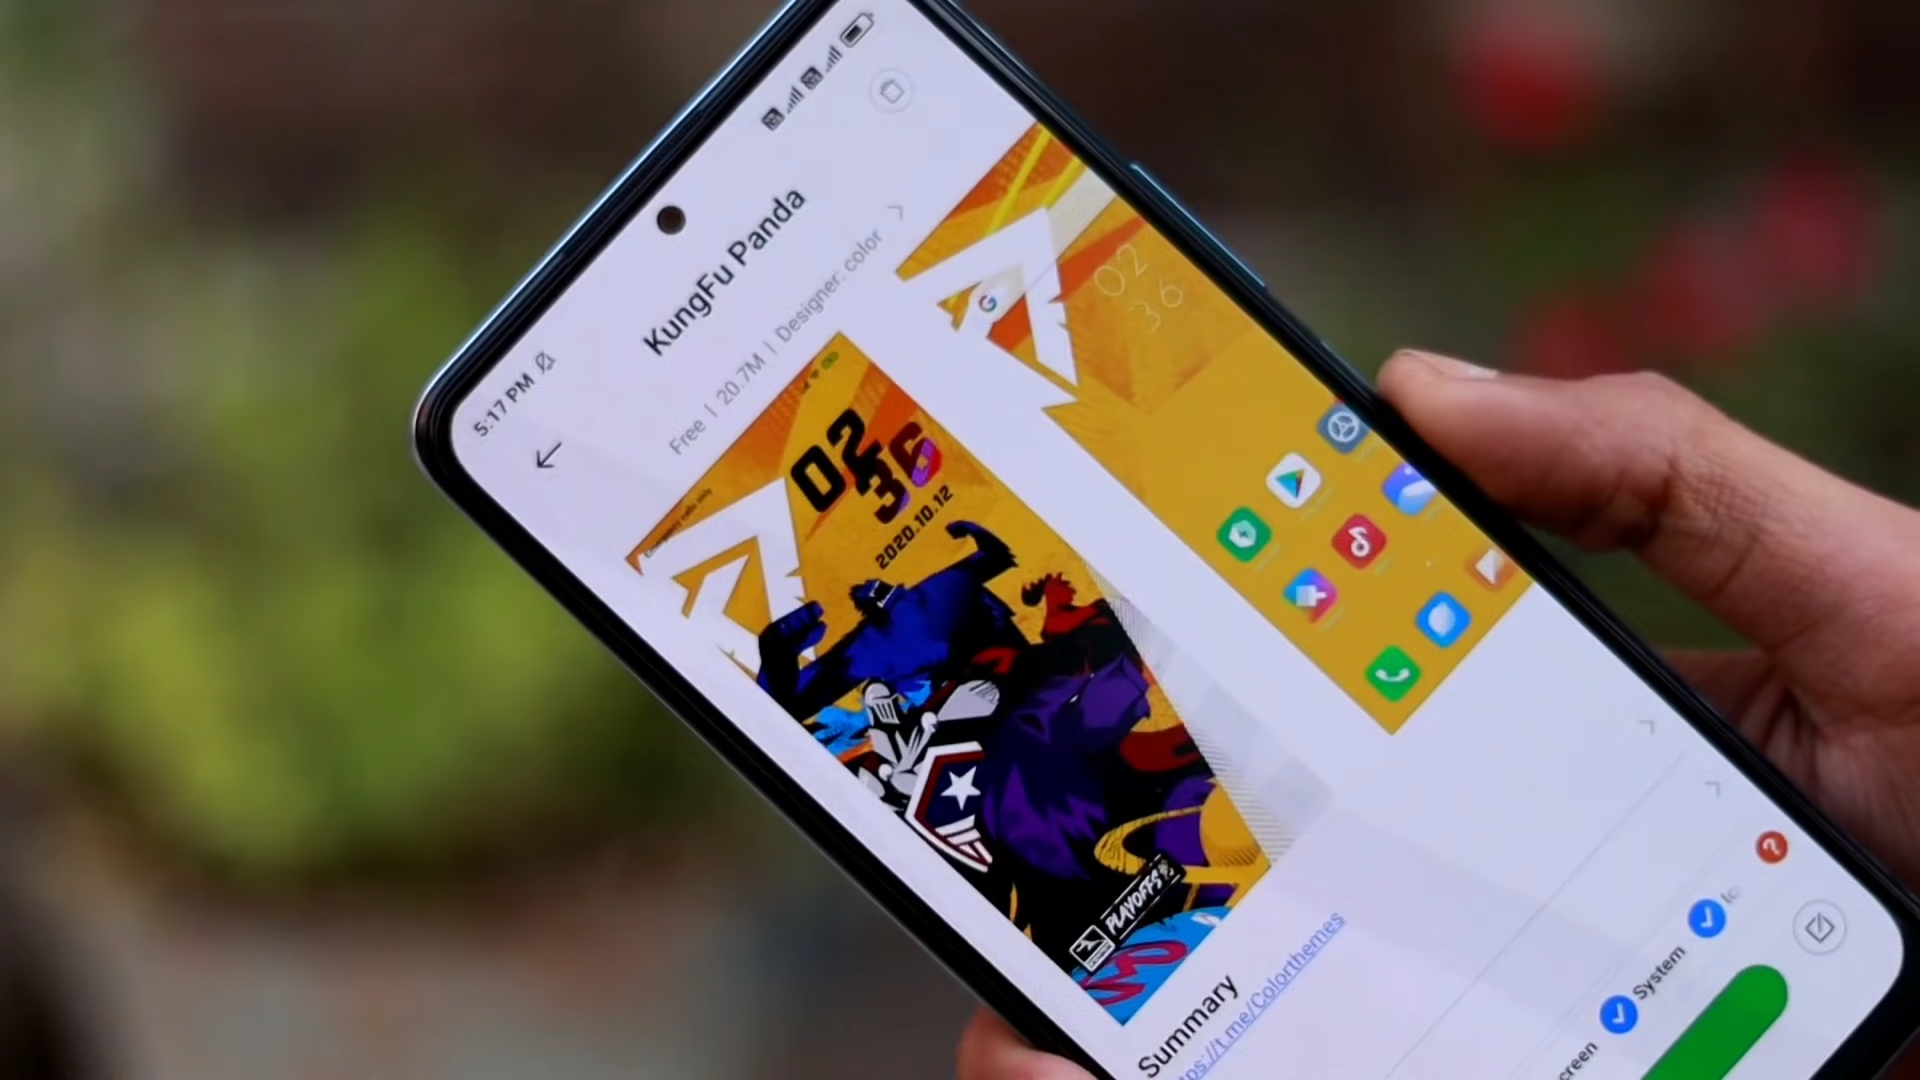 5:17 PM
KungFu Panda
Free | 20.7M | Designer: color
02
36
2020.10.12
PLAYOFFS
02
36
Summary
https://t.me/Colorthemes
System